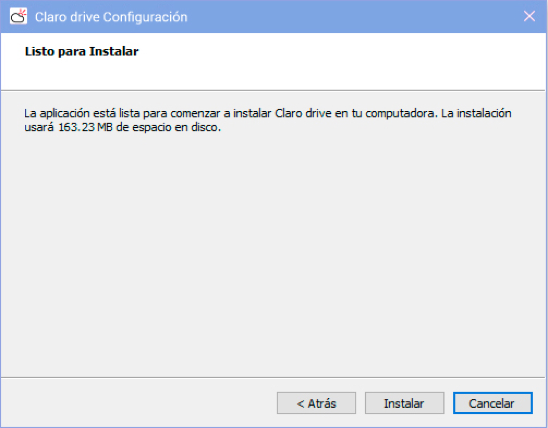 Claro drive Configuración
Listo para Instalar
La aplicación está lista para comenzar a instalar Claro drive en tu computadora. La instalación
usará 163.23 MB de espacio en disco.
< Atrás Instalar Cancelar